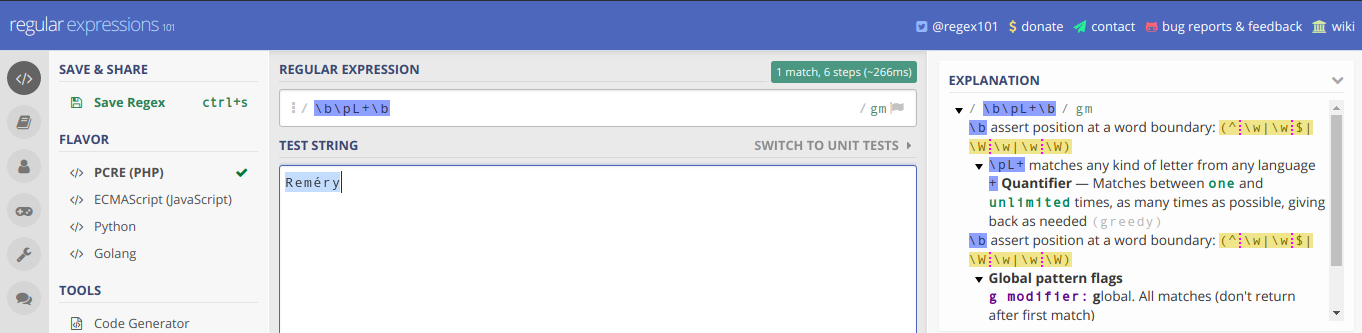 regular expressions 101
@regex101 donate contact bug reports & feedback wiki
SAVE & SHARE
Save Regex ctrl+s
FLAVOR
PCRE (PHP)
ECMAScript (JavaScript)
Python
Golang
TOOLS
Code Generator
REGULAR EXPRESSION
1 match, 6 steps (~266ms)
/ \b\pL+\b / gm
TEST STRING
SWITCH TO UNIT TESTS
Reméry
EXPLANATION
/ \b\pL+\b / gm
\b assert position at a word boundary: (^\w|\w$|
\W\w|\w\W)
\pL+ matches any kind of letter from any language
+ Quantifier — Matches between one and
unlimited times, as many times as possible, giving
back as needed (greedy)
\b assert position at a word boundary: (^\w|\w$|
\W\w|\w\W)
Global pattern flags
g modifier: global. All matches (don't return
after first match)